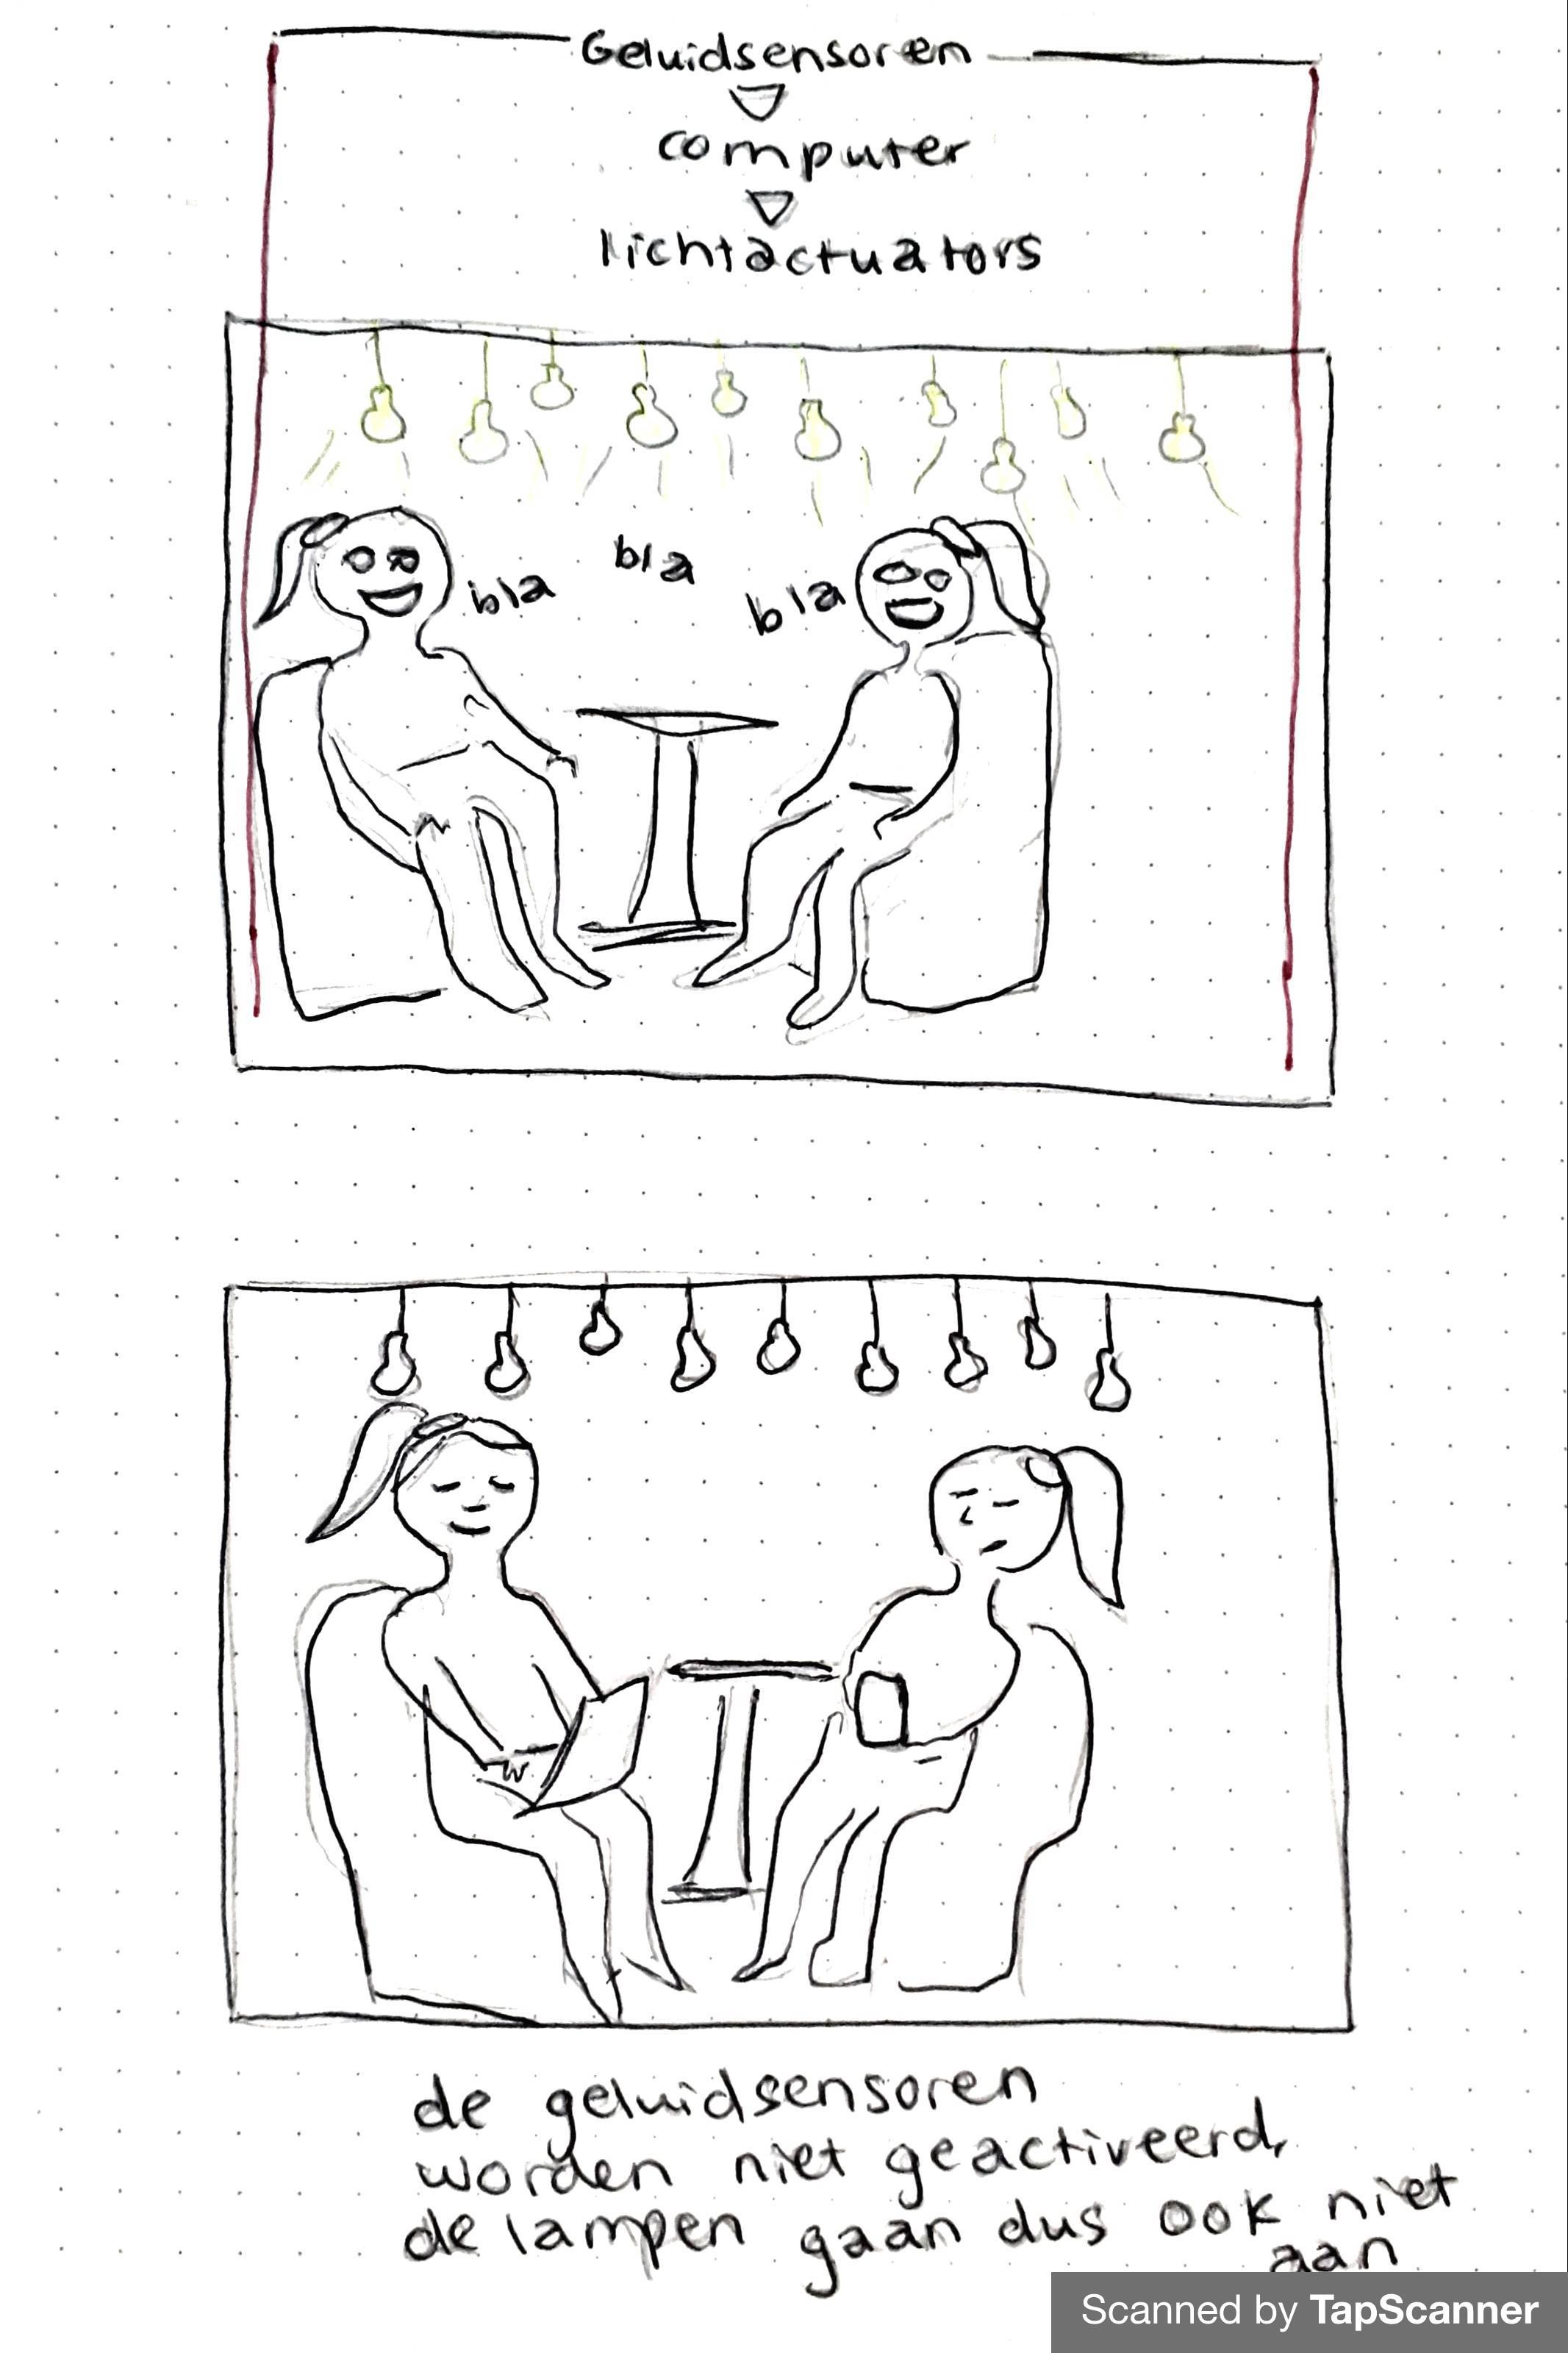 Geluidsensoren
computer
lichtactuators
bla
bla
bla
de geluidsensoren
worden niet geactiveerd,
de lampen gaan dus ook niet
aan
Scanned by TapScanner